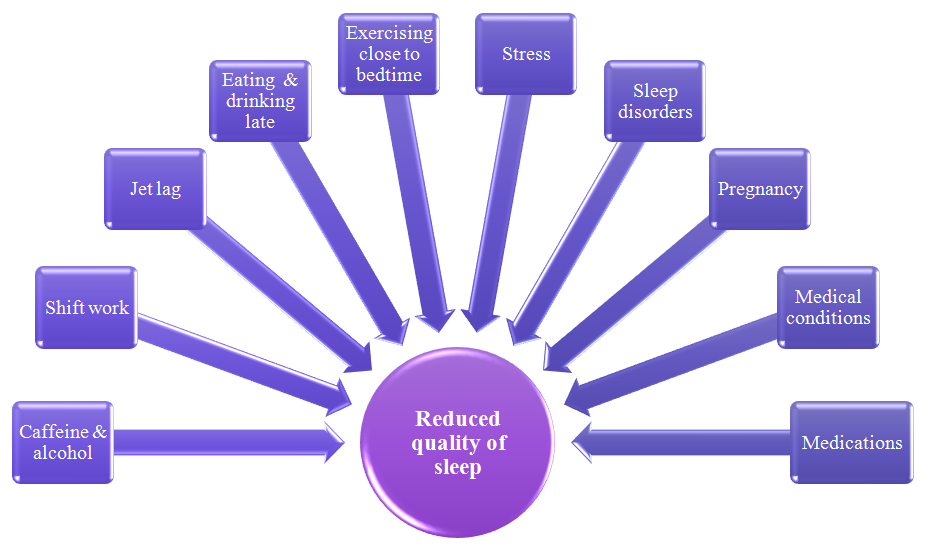 Exercising
close to
bedtime
Stress
Eating &
drinking
late
Sleep
disorders
Jet lag
Pregnancy
Shift work
Medical
conditions
Caffeine &
alcohol
Reduced
quality of
sleep
Medications